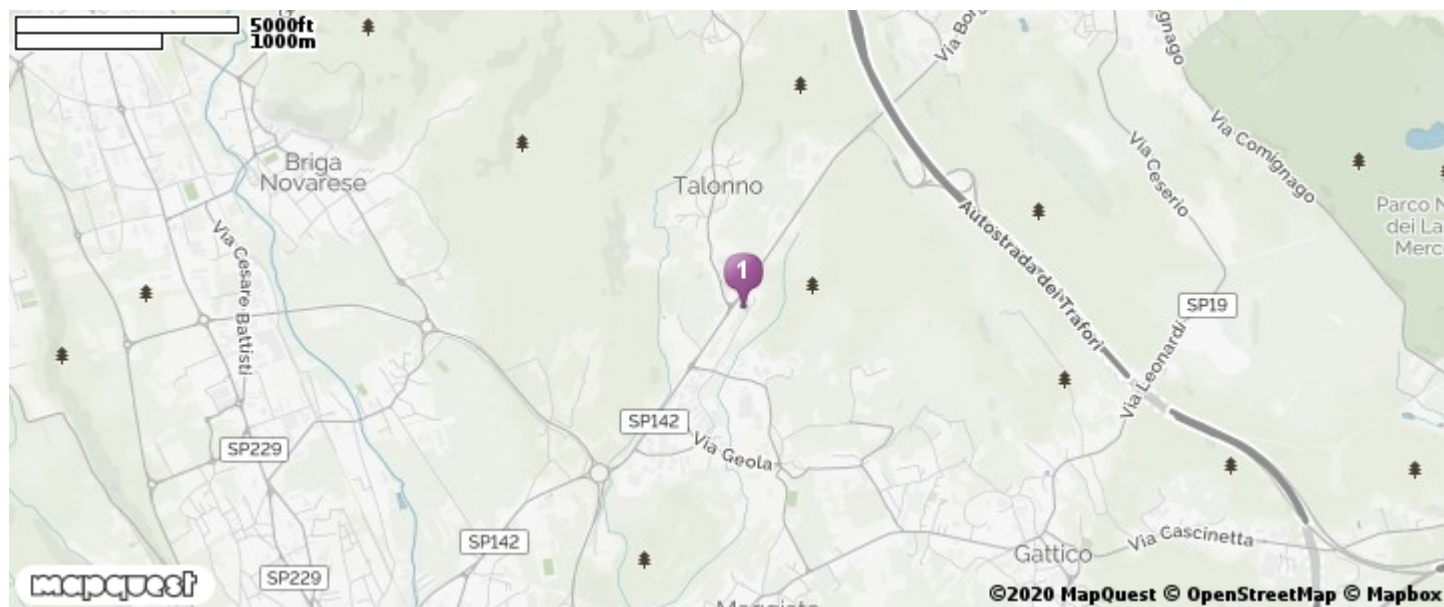 5000ft
1000m
Via Bor
Via Comignago
gnago
Briga
Novarese
Talonno
Via Ceserio
Parco N
dei La
Merc
Autostrada dei Trafori
Via Cesare Battisti
1
SP19
Via Leonardi
SP142
SP229
Via Geola
SP142
Gattico
Via Cascinetta
SP229
mapquest
©2020 MapQuest © OpenStreetMap © Mapbox